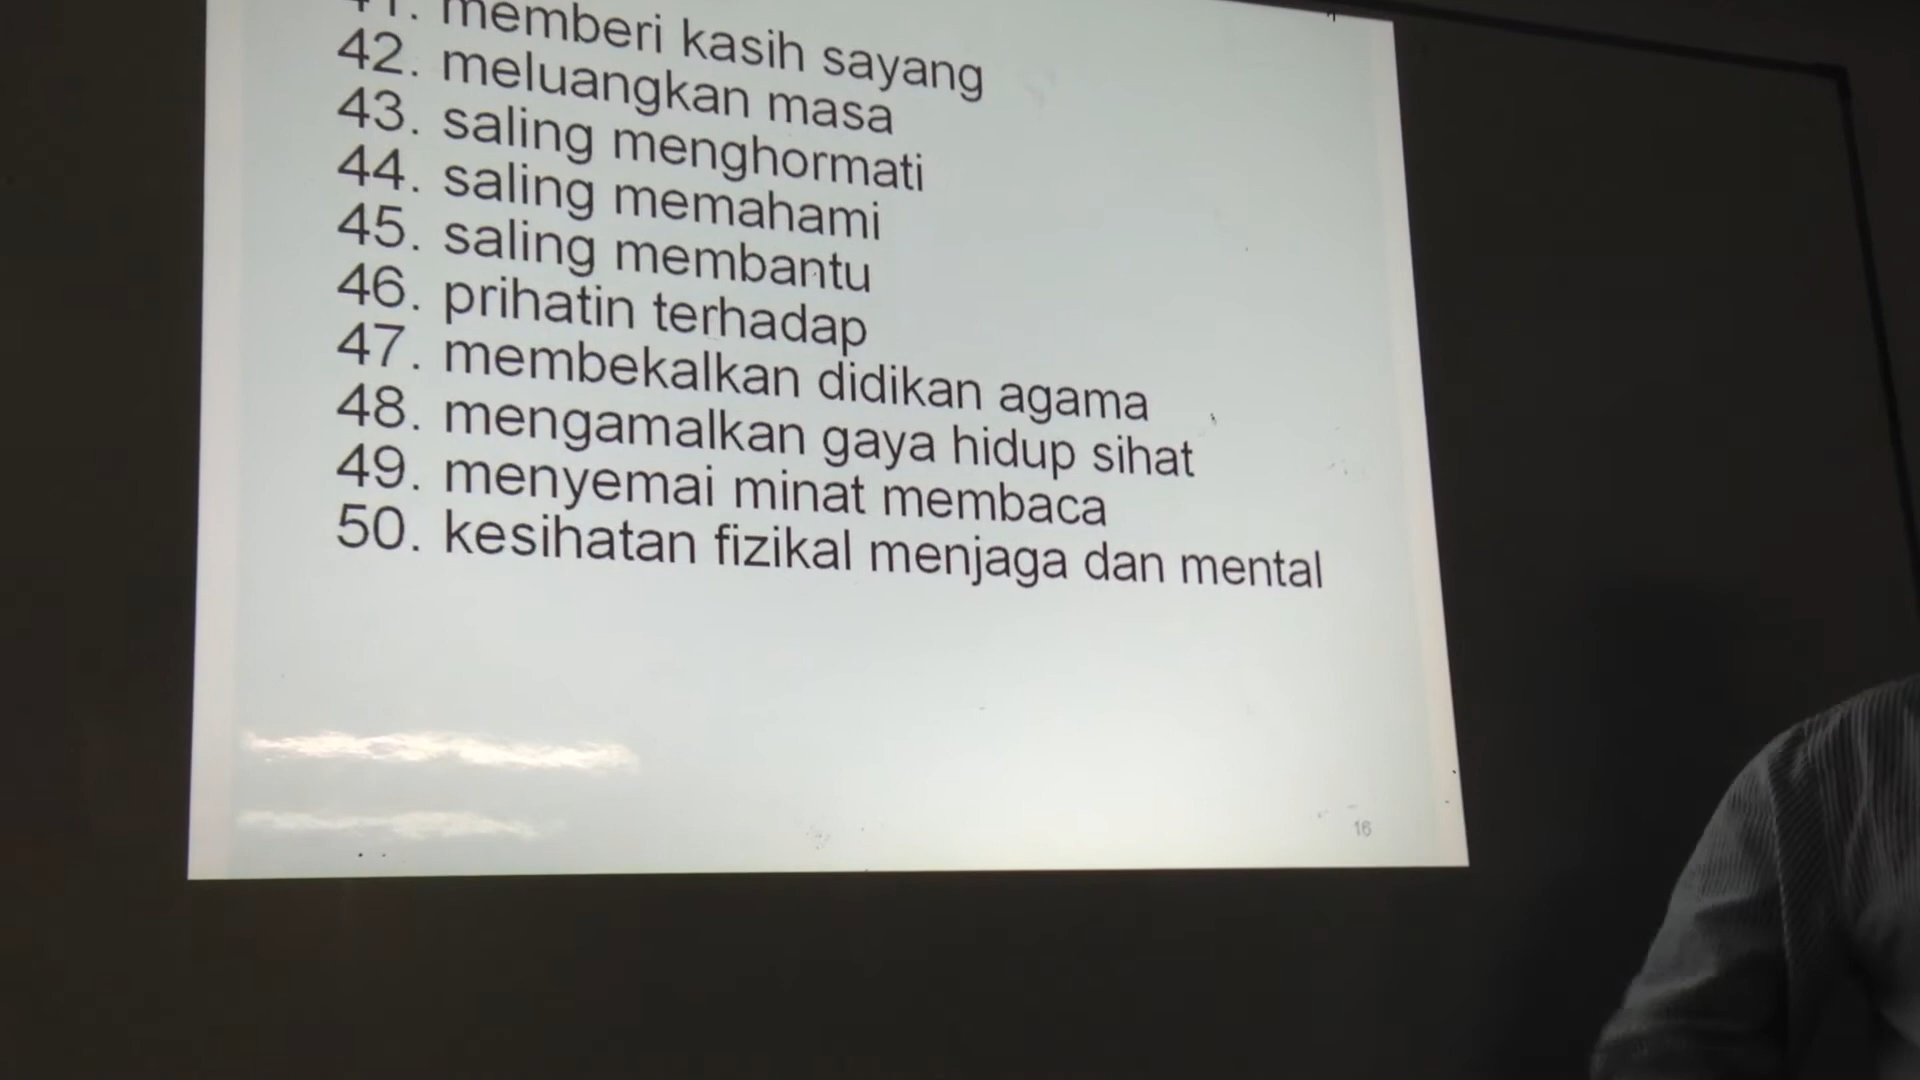 41. memberi kasih sayang
42. meluangkan masa
43. saling menghormati
44. saling memahami
45. saling membantu
46. prihatin terhadap
47. membekalkan didikan agama
48. mengamalkan gaya hidup sihat
49. menyemai minat membaca
50. kesihatan fizikal menjaga dan mental
16